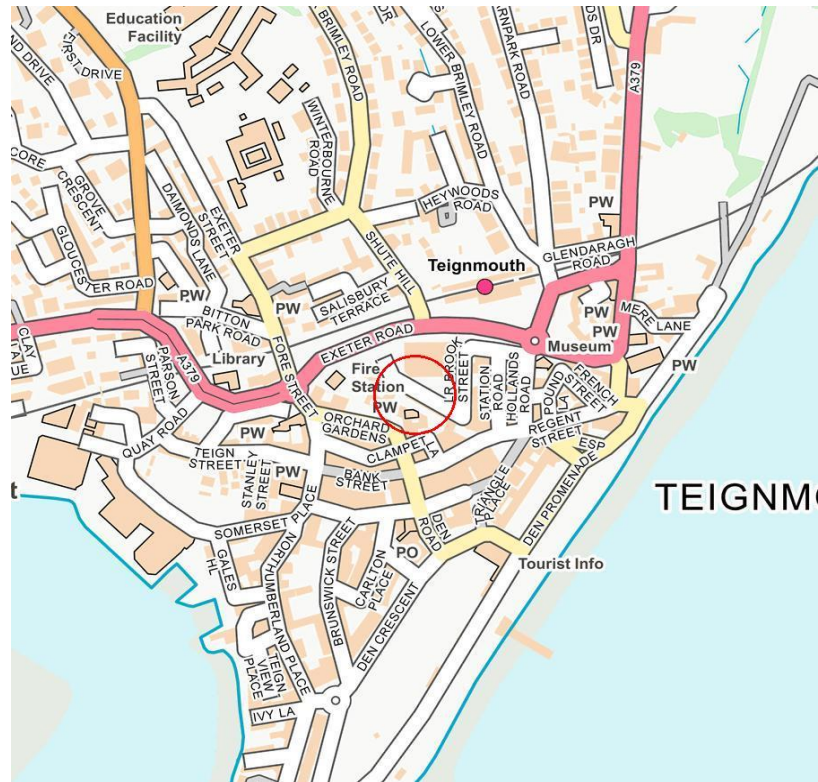 Education
Facility
FIRST DRIVE
BRIMLEY ROAD
LOWER BRIMLEY ROAD
A379
WINTERBOURNE
ROAD
GROVE
CRESCENT
DAIMONDS LANE
EXETER
STREET
HEYWOODS
ROAD
PW
SHUTE HILL
GLENDARAGH
ROAD
Teignmouth
PW
PW
SALISBURY
TERRACE
BITTON
PARK ROAD
PW
MERE LANE
PW
EXETER ROAD
Museum
PW
Library
FORE STREET
PARSON
STREET
A379
Fire
Station
LR BROOK
STREET
STATION
ROAD
HOLLANDS
ROAD
POUND
LA
FRENCH
STREET
PW
ORCHARD
GARDENS
REGENT
STREET
QUAY ROAD
PW
CLAMPET
LA
ESP
TEIGN
STREET
PW
BANK
STREET
STANLEY
STREET
TRIANGLE
PLACE
DEN PROMENADE
TEIGNMO
SOMERSET
PLACE
DEN
ROAD
PO
GALES
HL
NORTHUMBERLAND PLACE
BRUNSWICK STREET
CARLTON
PLACE
Tourist Info
DEN CRESCENT
TEIGN
VIEW
PLACE
IVY LA